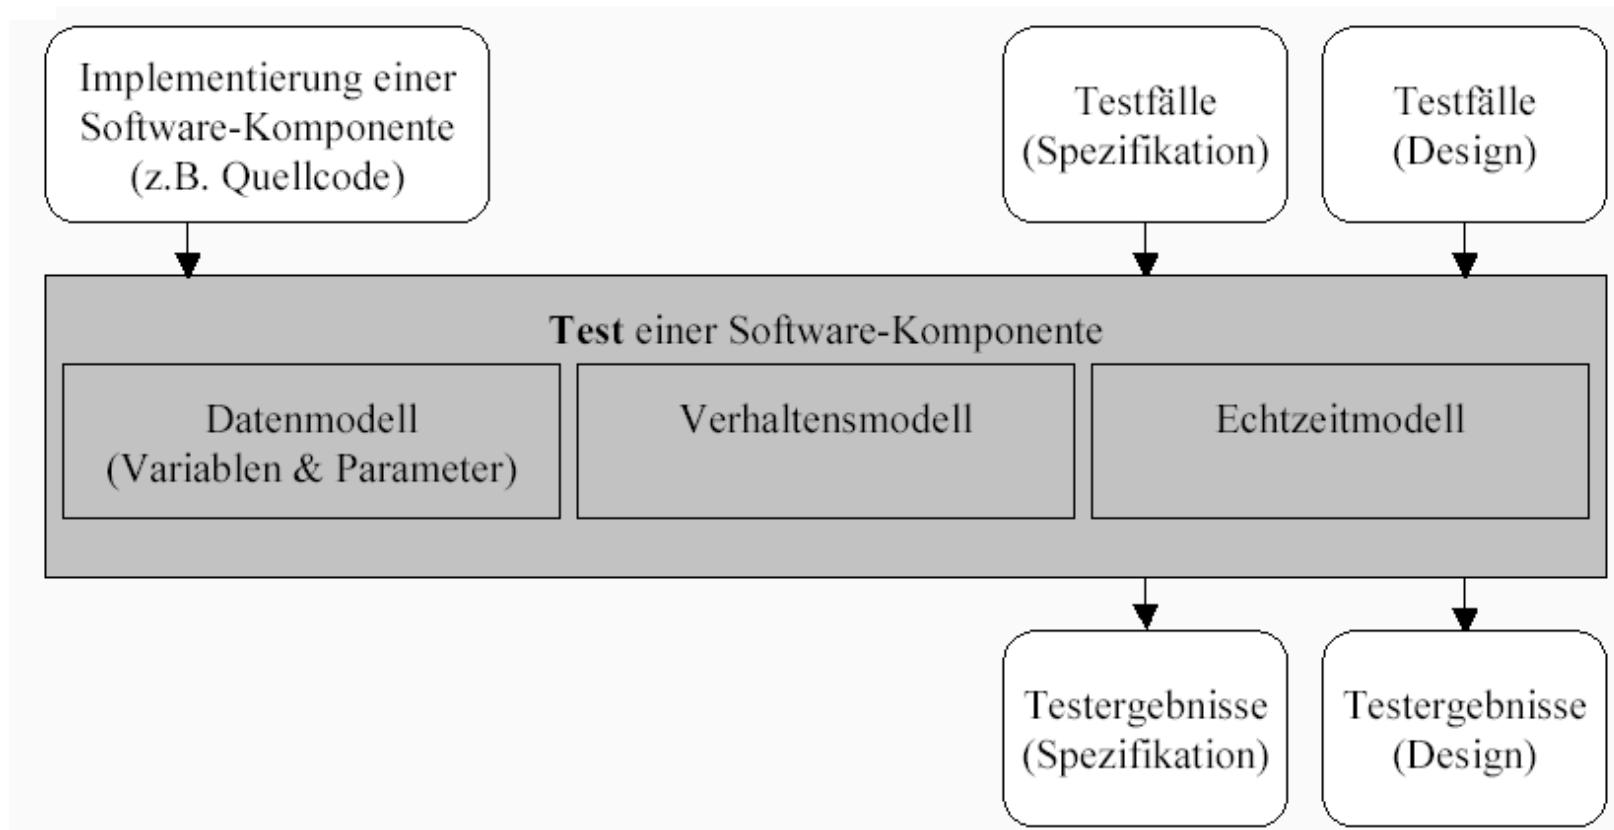 Implementierung einer
Software-Komponente
(z.B. Quellcode)
Testfälle
(Spezifikation)
Testfälle
(Design)
Test einer Software-Komponente
Datenmodell
(Variablen & Parameter)
Verhaltensmodell
Echtzeitmodell
Testergebnisse
(Spezifikation)
Testergebnisse
(Design)